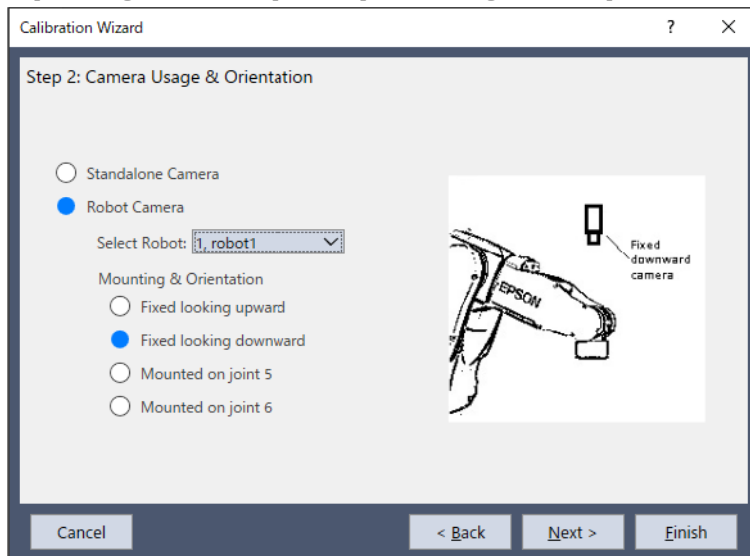 Calibration Wizard
Step 2: Camera Usage & Orientation
Standalone Camera
Robot Camera
Select Robot: 1, robot1
Mounting & Orientation
Fixed looking upward
Fixed looking downward
Mounted on joint 5
Mounted on joint 6
Fixed
downward
camera
EPSON
Cancel
< Back
Next >
Finish